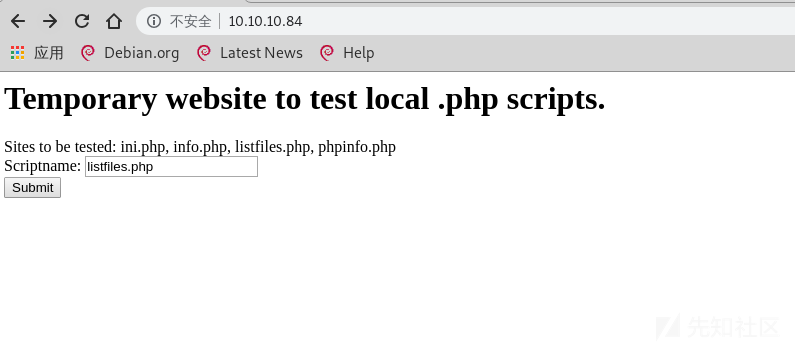 不安全 10.10.10.84
应用 Debian.org Latest News Help
Temporary website to test local .php scripts.
Sites to be tested: ini.php, info.php, listfiles.php, phpinfo.php
Scriptname: listfiles.php
Submit
先知社区